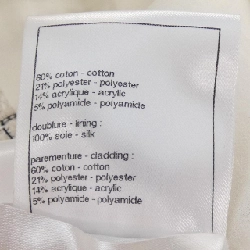 60% coton - cotton
21% polyester - polyester
14% acrylique - acrylic
5% polyamide - polyamide
doublure - lining :
100% soie - silk
parementure - cladding :
60% coton - cotton
21% polyester - polyester
14% acrylique - acrylic
5% polyamide - polyamide